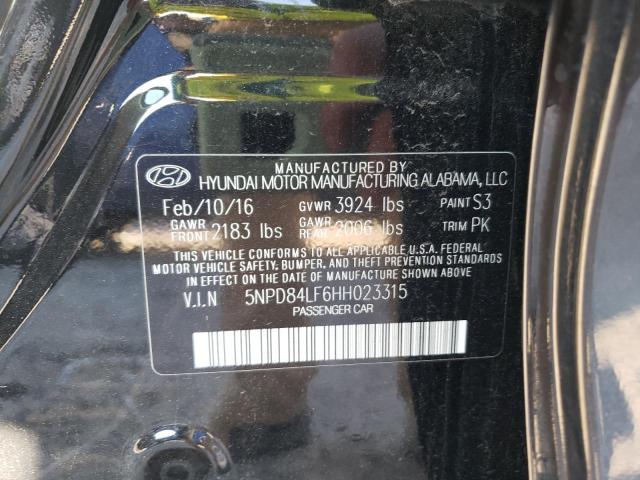 MANUFACTURED BY
HYUNDAI MOTOR MANUFACTURING ALABAMA, LLC
Feb/10/16 GVWR 3924 lbs PAINT S3
GAWR FRONT 2183 lbs GAWR REAR 2006 lbs TRIM PK
THIS VEHICLE CONFORMS TO ALL APPLICABLE U.S.A. FEDERAL
MOTOR VEHICLE SAFETY, BUMPER, AND THEFT PREVENTION STANDARDS
IN EFFECT ON THE DATE OF MANUFACTURE SHOWN ABOVE.
V.I.N 5NPD84LF6HH023315
PASSENGER CAR